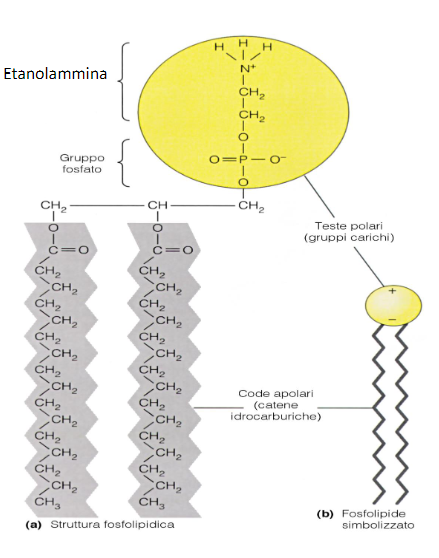 H H H
N⁺
Etanolammina
CH₂
CH₂
O
Gruppo
fosfato
O=P—O⁻
O
CH₂ CH CH₂
Teste polari
(gruppi carichi)
O O
C=O C=O
CH₂ CH₂
CH₂ CH₂
CH₂ CH₂
+
CH₂ CH₂
−
CH₂ CH₂
CH₂ CH₂
CH₂ CH₂
CH₂ CH₂
Code apolari
(catene
idrocarburiche)
CH₂ CH₂
CH₂ CH₂
CH₂ CH₂
CH₂ CH₂
CH₂ CH₂
CH₂ CH₂
CH₃ CH₃
(a) Struttura fosfolipidica
(b) Fosfolipide
simbolizzato